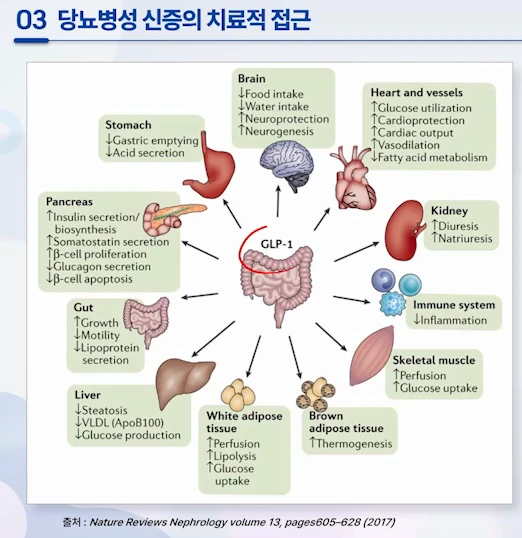 03 당뇨병성 신증의 치료적 접근
Brain
↓Food intake
↓Water intake
↑Neuroprotection
↑Neurogenesis
Heart and vessels
↑Glucose utilization
↑Cardioprotection
↑Cardiac output
↑Vasodilation
↓Fatty acid metabolism
Stomach
↓Gastric emptying
↓Acid secretion
Pancreas
↑Insulin secretion/
biosynthesis
↑Somatostatin secretion
↑β-cell proliferation
↓Glucagon secretion
↓β-cell apoptosis
GLP-1
Kidney
↑Diuresis
↑Natriuresis
Immune system
↓Inflammation
Gut
↑Growth
↓Motility
↓Lipoprotein
secretion
Skeletal muscle
↑Perfusion
↑Glucose uptake
Liver
↓Steatosis
↓VLDL (ApoB100)
↓Glucose production
White adipose
tissue
↑Perfusion
↑Lipolysis
↑Glucose
uptake
Brown
adipose tissue
↑Thermogenesis
출처 : Nature Reviews Nephrology volume 13, pages605–628 (2017)